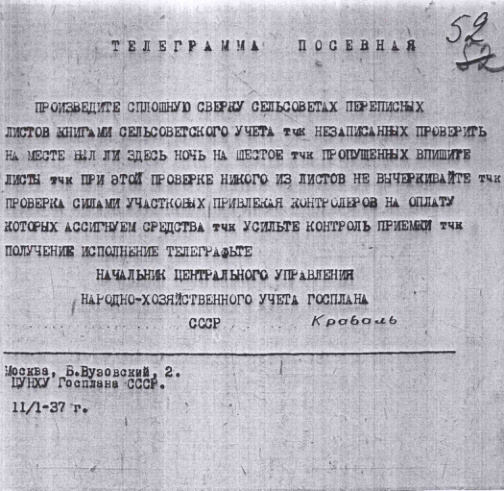 52
52
ТЕЛЕГРАММА ПОСЕВНАЯ
ПРОИЗВЕДИТЕ СПЛОШНУЮ СВЕРКУ СЕЛЬСОВЕТАХ ПЕРЕПИСНЫХ
ЛИСТОВ КНИГАМИ СЕЛЬСОВЕТСКОГО УЧЕТА тчк НЕЗАПИСАННЫХ ПРОВЕРИТЬ
НА МЕСТЕ БЫЛ ЛИ ЗДЕСЬ НОЧЬ НА ШЕСТОЕ тчк ПРОПУЩЕННЫХ ВПИШИТЕ
ЛИСТЫ тчк ПРИ ЭТОЙ ПРОВЕРКЕ НИКОГО ИЗ ЛИСТОВ НЕ ВЫЧЕРКИВАЙТЕ тчк
ПРОВЕРКА СИЛАМИ УЧАСТКОВЫХ ПРИВЛЕКАЯ КОНТРОЛЕРОВ НА ОПЛАТУ
КОТОРЫХ АССИГНУЕМ СРЕДСТВА тчк УСИЛЬТЕ КОНТРОЛЬ ПРИЕМКИ тчк
ПОЛУЧЕНИЕ ИСПОЛНЕНИЕ ТЕЛЕГРАФЬТЕ
НАЧАЛЬНИК ЦЕНТРАЛЬНОГО УПРАВЛЕНИЯ
НАРОДНО-ХОЗЯЙСТВЕННОГО УЧЕТА ГОСПЛАНА
СССР Краваль
Москва, Б.Вузовский, 2.
ЦУНХУ Госплана СССР.
11/1-37 г.